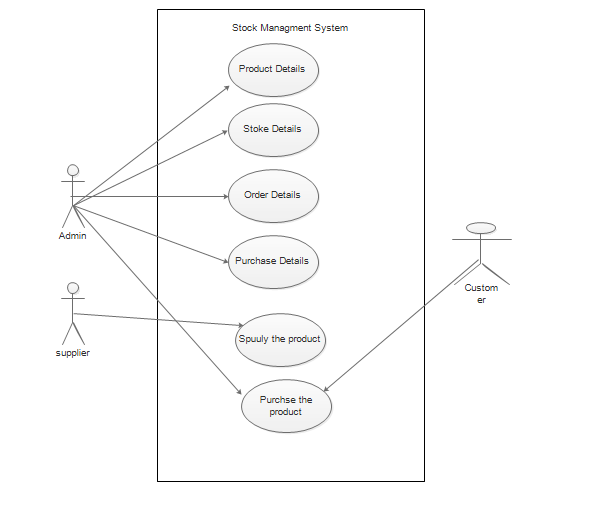 Stock Managment System
Product Details
Stoke Details
Order Details
Admin
Purchase Details
Custom
er
Spuuly the product
supplier
Purchse the
product